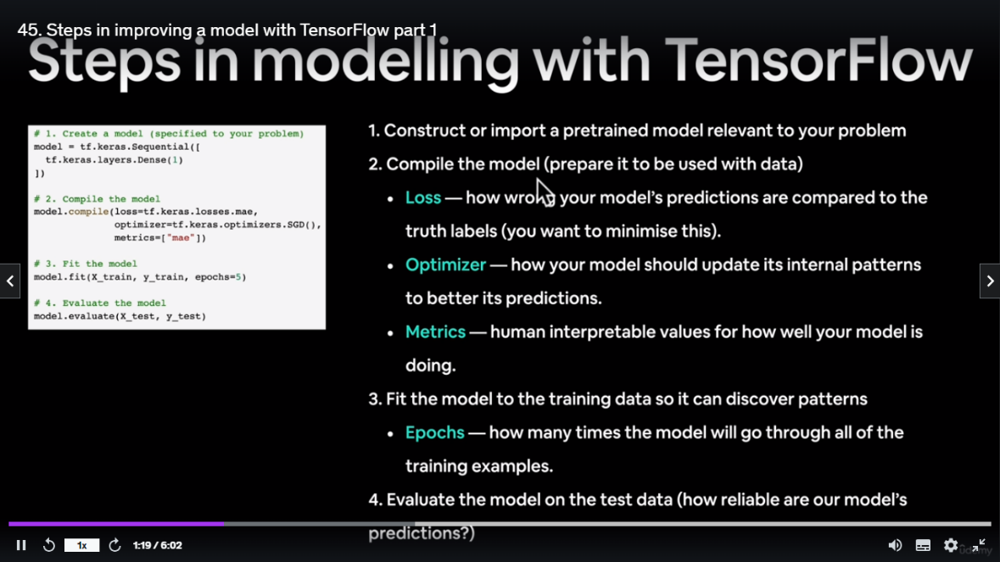 45. Steps in improving a model with TensorFlow part 1
Steps in modelling with TensorFlow
# 1. Create a model (specified to your problem)
model = tf.keras.Sequential([
  tf.keras.layers.Dense(1)
])
# 2. Compile the model
model.compile(loss=tf.keras.losses.mae,
              optimizer=tf.keras.optimizers.SGD(),
              metrics=["mae"])
# 3. Fit the model
model.fit(X_train, y_train, epochs=5)
# 4. Evaluate the model
model.evaluate(X_test, y_test)
1. Construct or import a pretrained model relevant to your problem
2. Compile the model (prepare it to be used with data)
• Loss — how wrong your model’s predictions are compared to the
truth labels (you want to minimise this).
• Optimizer — how your model should update its internal patterns
to better its predictions.
• Metrics — human interpretable values for how well your model is
doing.
3. Fit the model to the training data so it can discover patterns
• Epochs — how many times the model will go through all of the
training examples.
4. Evaluate the model on the test data (how reliable are our model’s
predictions?)
1x
1:19 / 6:02
ûdemy